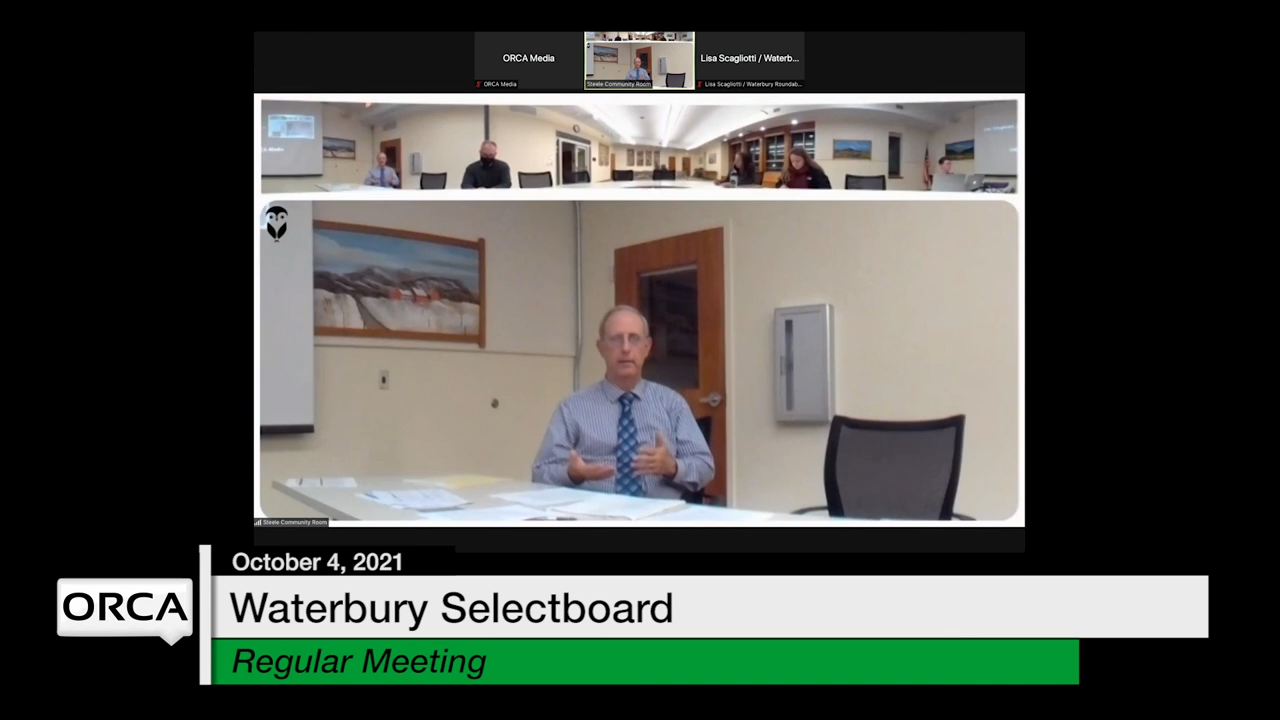 ORCA Media
Lisa Scagliotti / Waterb...
ORCA Media
Steele Community Room
Lisa Scagliotti / Waterbury Roundab...
Steele Community Room
October 4, 2021
ORCA
Waterbury Selectboard
Regular Meeting